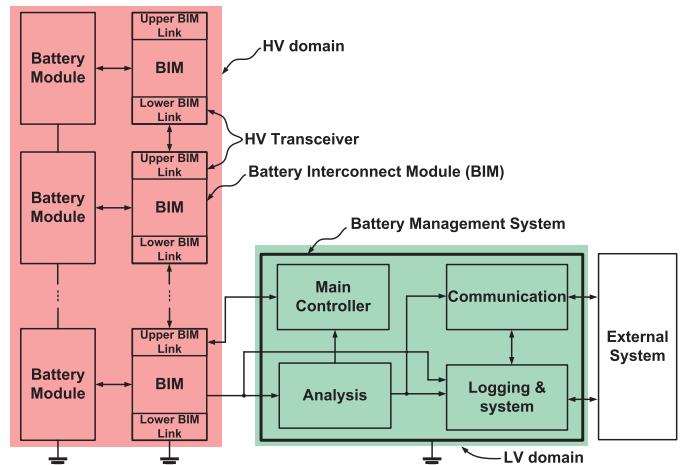 Upper BIM
Link
Battery
Module
BIM
Lower BIM
Link
HV domain
HV Transceiver
Upper BIM
Link
Battery
Module
BIM
Lower BIM
Link
Battery Interconnect Module (BIM)
Battery Management System
Main
Controller
Communication
Upper BIM
Link
Battery
Module
BIM
Lower BIM
Link
Analysis
Logging &
system
External
System
LV domain